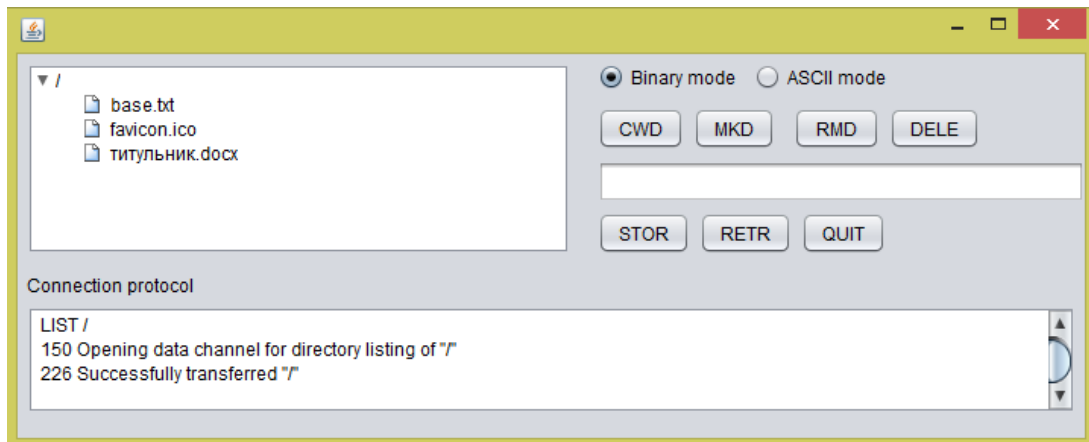 /
base.txt
favicon.ico
титульник.docx
Binary mode ASCII mode
CWD MKD RMD DELE
STOR RETR QUIT
Connection protocol
LIST /
150 Opening data channel for directory listing of "/"
226 Successfully transferred "/"